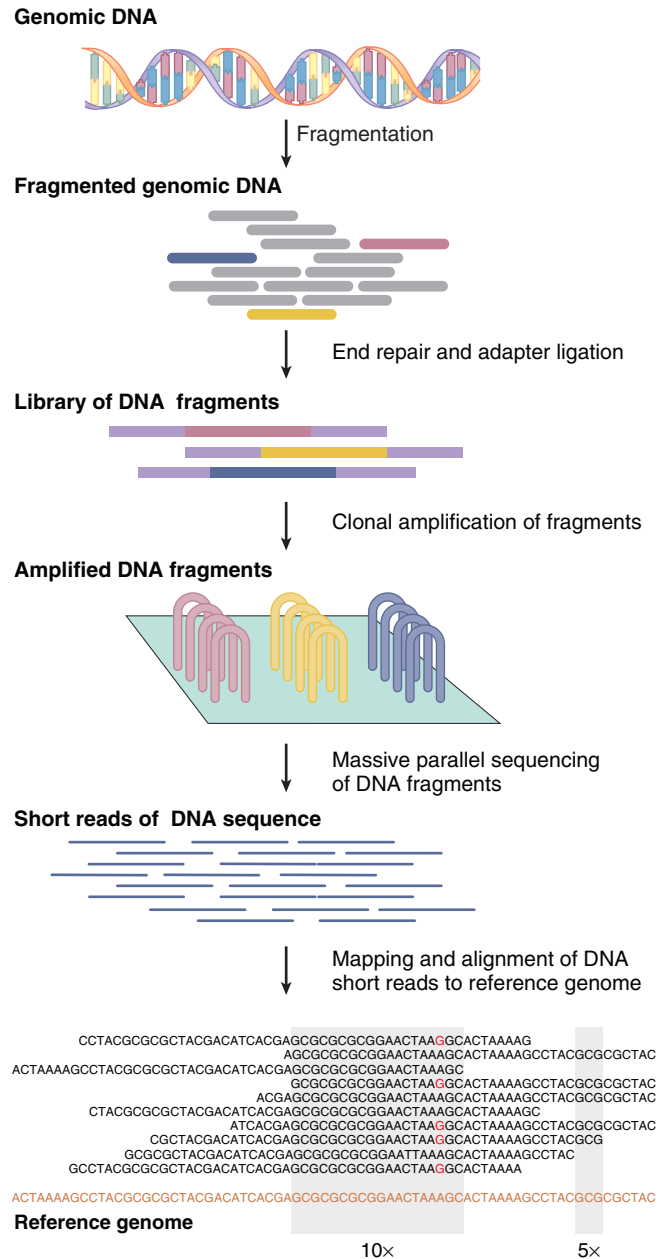 Genomic DNA
Fragmentation
Fragmented genomic DNA
End repair and adapter ligation
Library of DNA fragments
Clonal amplification of fragments
Amplified DNA fragments
Massive parallel sequencing
of DNA fragments
Short reads of DNA sequence
Mapping and alignment of DNA
short reads to reference genome
CCTACGCGCGCTACGACATCACGAGCGCGCGCGGAACTAAGGCACTAAAAG
AGCGCGCGCGGAACTAAAGCACTAAAAGCCTACGCGCGCTAC
ACTAAAAGCCTACGCGCGCTACGACATCACGAGCGCGCGCGGAACTAAAGC
GCGCGCGCGGAACTAAGGCACTAAAAGCCTACGCGCGCTAC
ACGAGCGCGCGCGGAACTAAAGCACTAAAAGCCTACGCGCGCTAC
CTACGCGCGCTACGACATCACGAGCGCGCGCGGAACTAAAGCACTAAAAGC
ATCACGAGCGCGCGCGGAACTAAGGCACTAAAAGCCTACGCGCGCTAC
CGCTACGACATCACGAGCGCGCGCGGAACTAAGGCACTAAAAGCCTACGCG
GCGCGCTACGACATCACGAGCGCGCGCGGAATTAAAGCACTAAAAGCCTAC
GCCTACGCGCGCTACGACATCACGAGCGCGCGCGGAACTAAGGCACTAAAA
ACTAAAAGCCTACGCGCGCTACGACATCACGAGCGCGCGCGGAACTAAAGCACTAAAAGCCTACGCGCGCTAC
Reference genome
10× 5×